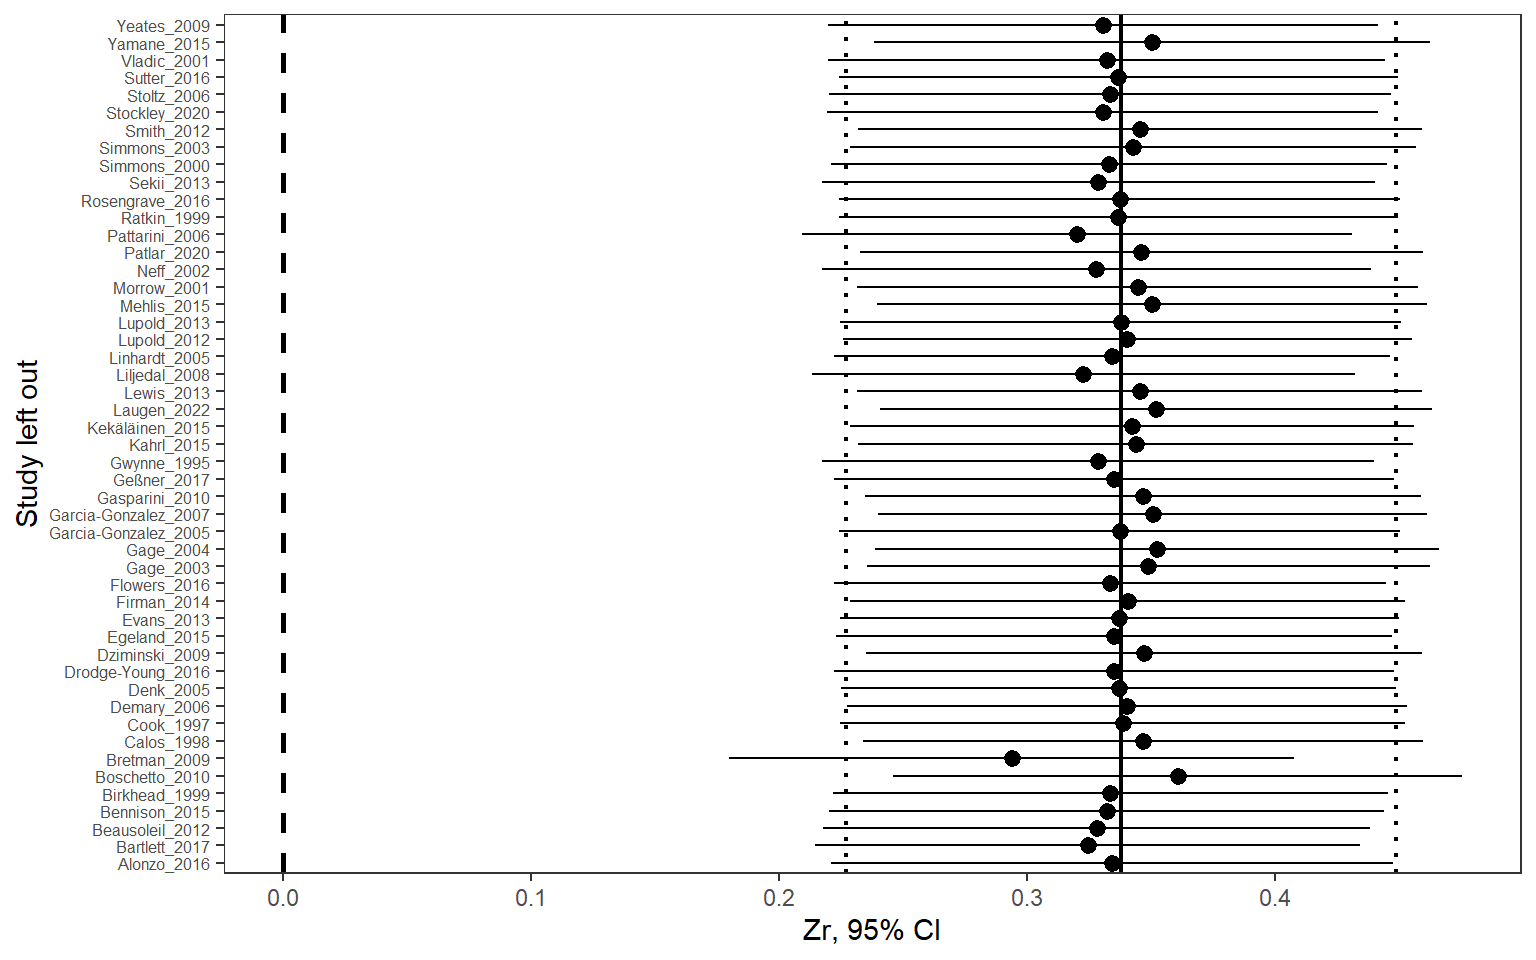 Study left out
Yeates_2009
Yamane_2015
Vladic_2001
Sutter_2016
Stoltz_2006
Stockley_2020
Smith_2012
Simmons_2003
Simmons_2000
Sekii_2013
Rosengrave_2016
Ratkin_1999
Pattarini_2006
Patlar_2020
Neff_2002
Morrow_2001
Mehlis_2015
Lupold_2013
Lupold_2012
Linhardt_2005
Liljedal_2008
Lewis_2013
Laugen_2022
Kekäläinen_2015
Kahrl_2015
Gwynne_1995
Geßner_2017
Gasparini_2010
Garcia-Gonzalez_2007
Garcia-Gonzalez_2005
Gage_2004
Gage_2003
Flowers_2016
Firman_2014
Evans_2013
Egeland_2015
Dziminski_2009
Drodge-Young_2016
Denk_2005
Demary_2006
Cook_1997
Calos_1998
Bretman_2009
Boschetto_2010
Birkhead_1999
Bennison_2015
Beausoleil_2012
Bartlett_2017
Alonzo_2016
0.0 0.1 0.2 0.3 0.4
Zr, 95% CI